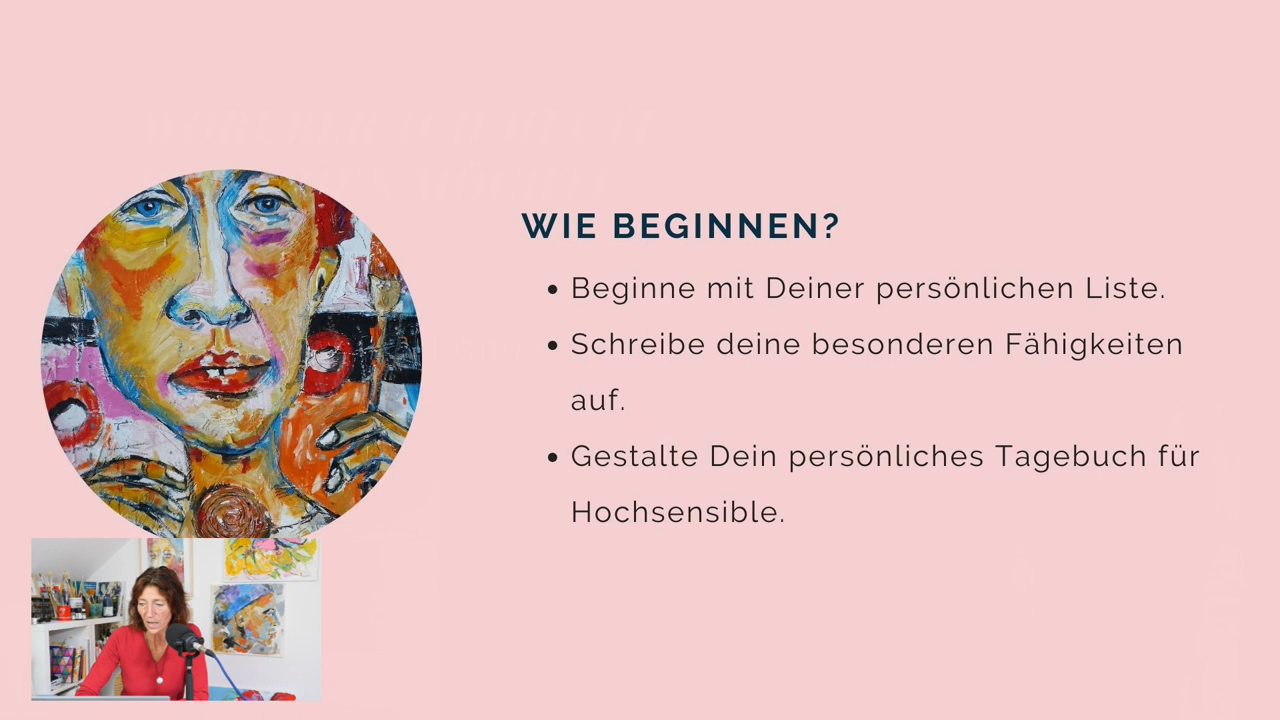 WIE BEGINNEN?
• Beginne mit Deiner persönlichen Liste.
• Schreibe deine besonderen Fähigkeiten
auf.
• Gestalte Dein persönliches Tagebuch für
Hochsensible.